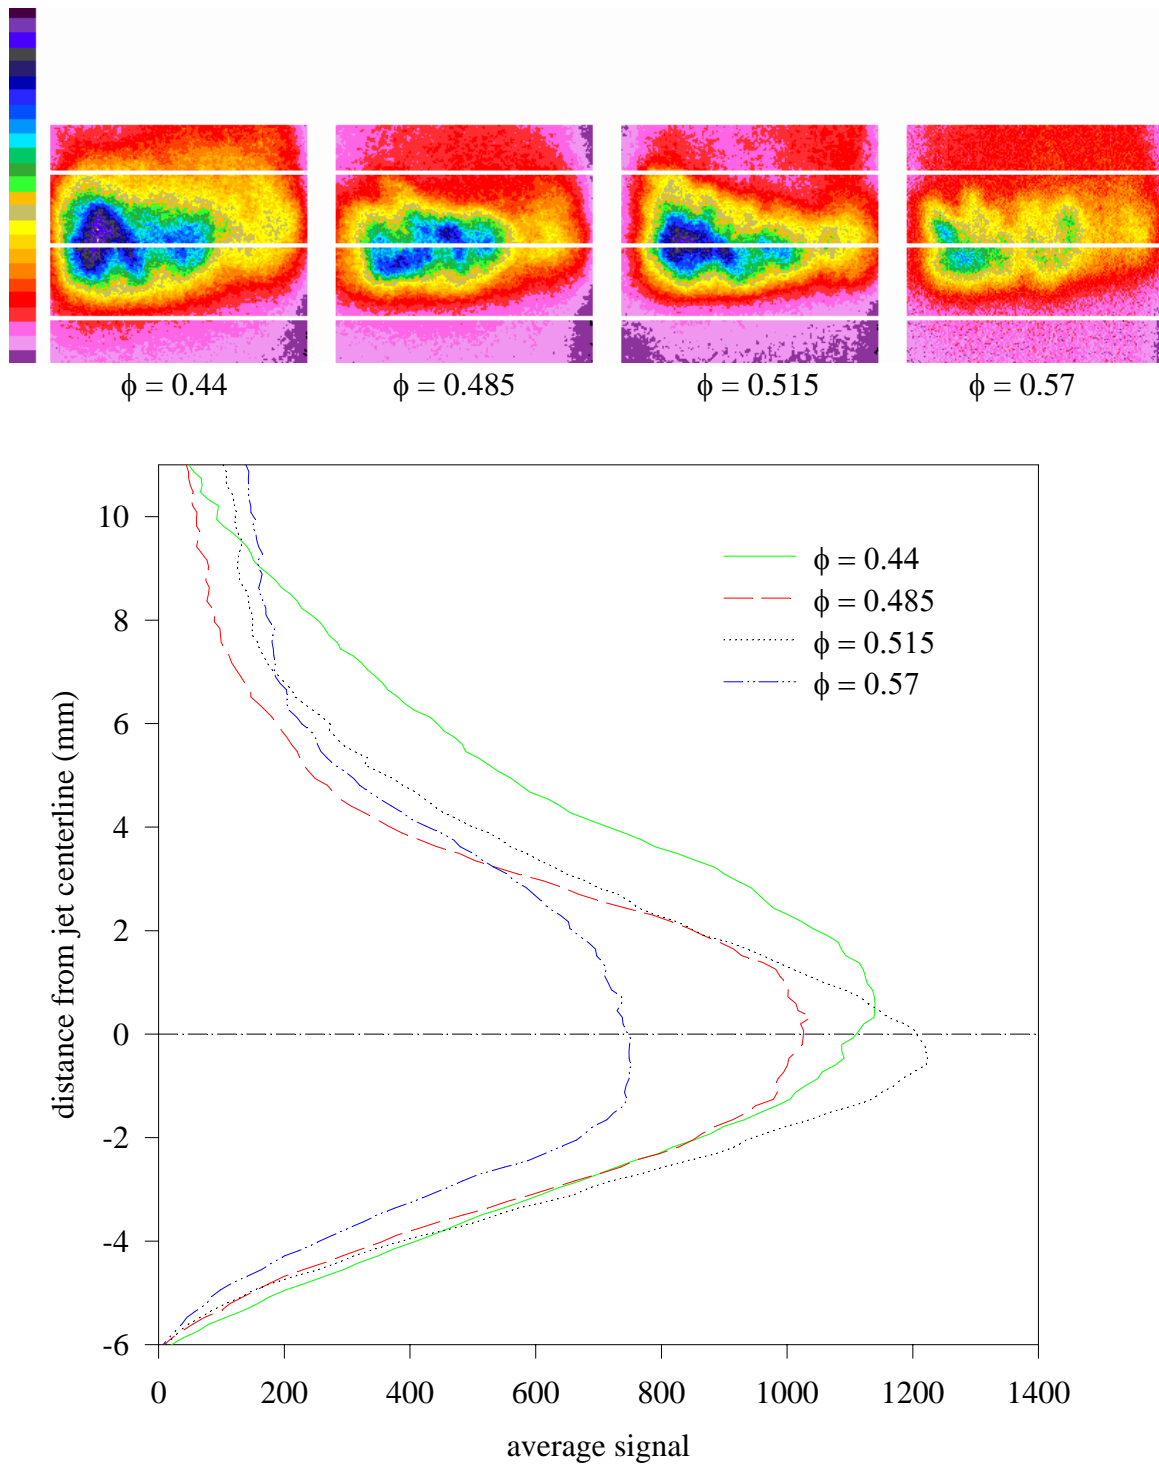 ϕ = 0.44 ϕ = 0.485 ϕ = 0.515 ϕ = 0.57
ϕ = 0.44
ϕ = 0.485
ϕ = 0.515
ϕ = 0.57
distance from jet centerline (mm)
10
8
6
4
2
0
-2
-4
-6
0 200 400 600 800 1000 1200 1400
average signal